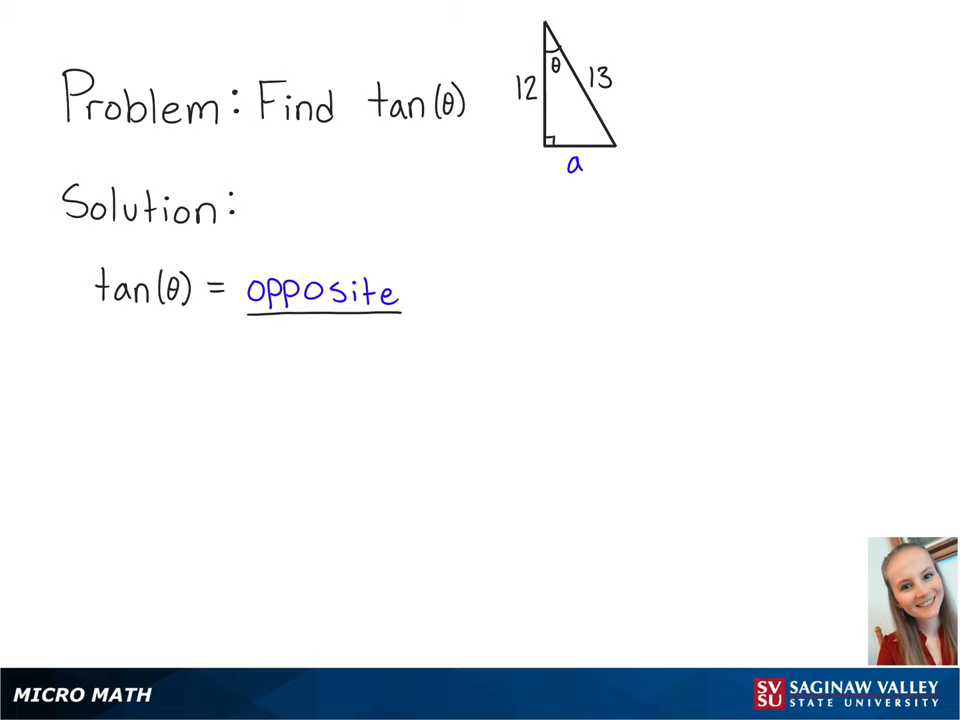 Problem: Find tan(θ)
12
θ
13
a
Solution:
tan(θ) = opposite
MICRO MATH
SV
SU
SAGINAW VALLEY
STATE UNIVERSITY